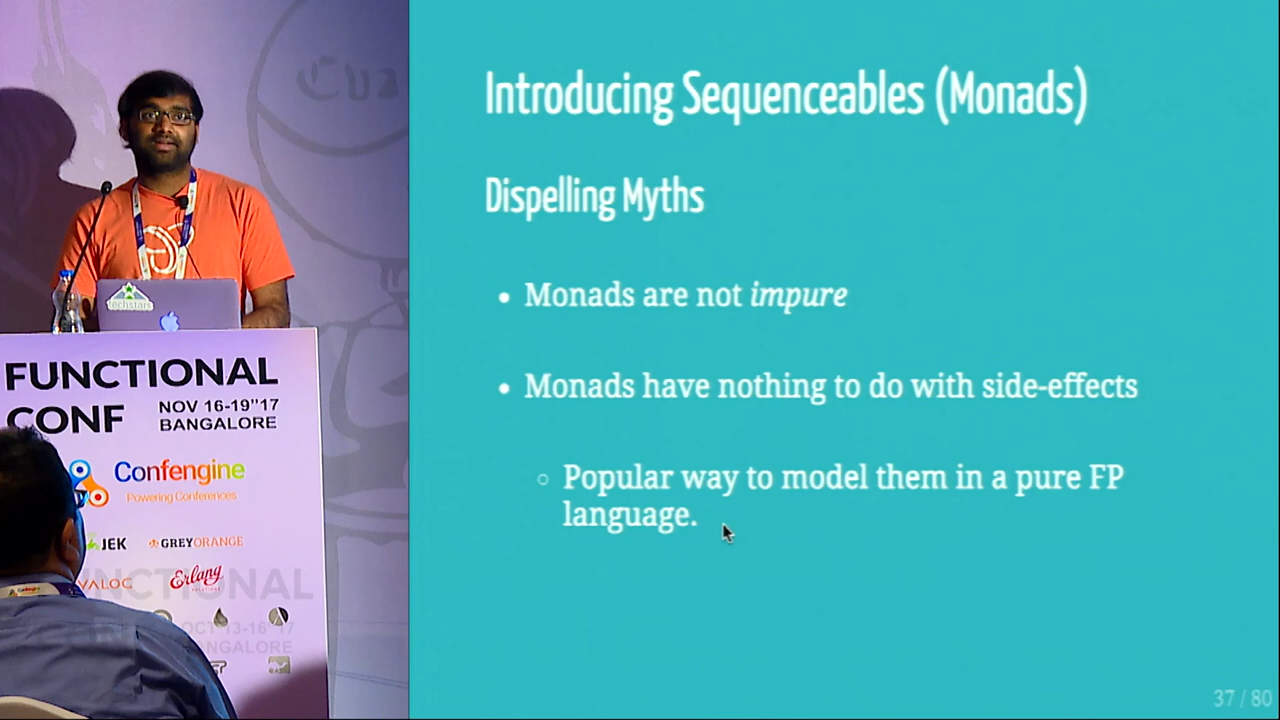 Introducing Sequenceables (Monads)
Dispelling Myths
Monads are not impure
Monads have nothing to do with side-effects
Popular way to model them in a pure FP
language.
37 / 80
techstars
FUNCTIONAL
CONF
NOV 16-19"17
BANGALORE
Confengine
Powering Conferences
JEK
GREYORANGE
VALOC
Erlang
SOLUTIONS